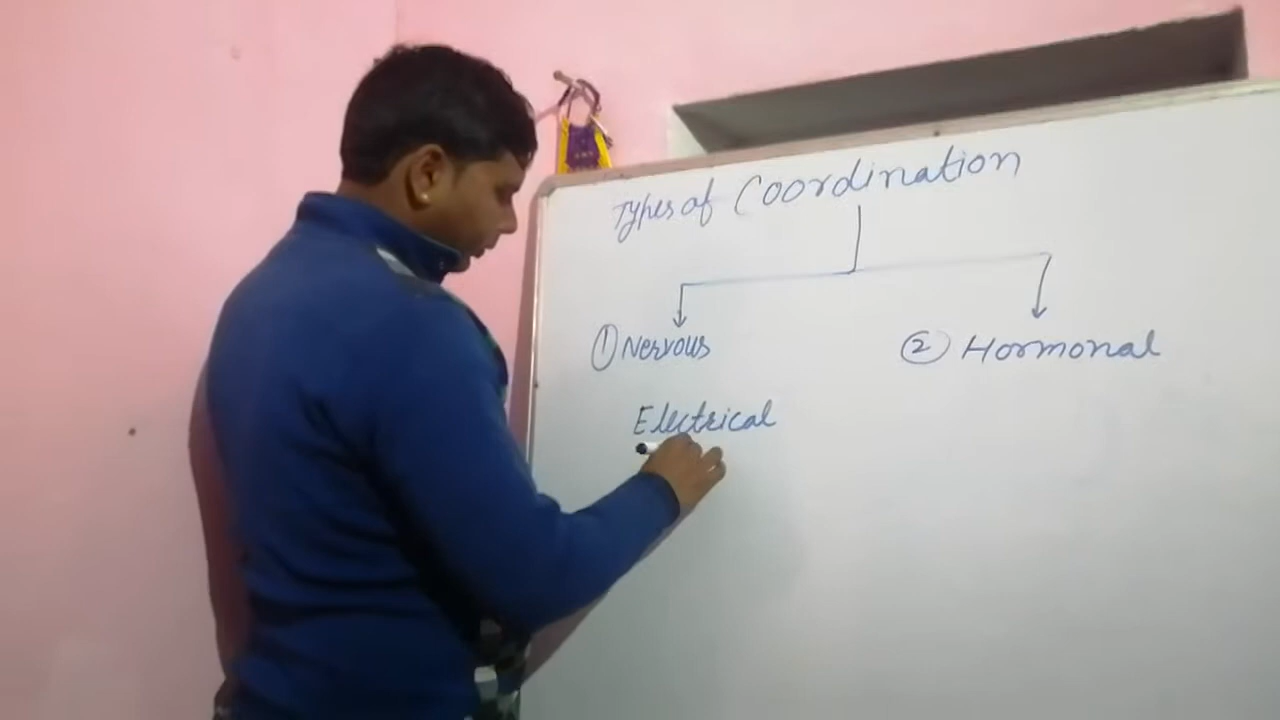 Types of Coordination
① Nervous
② Hormonal
Electrical